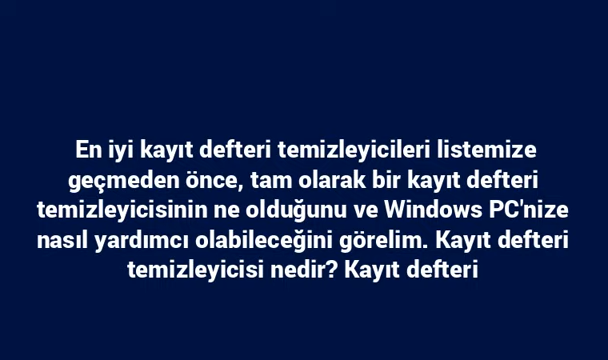 En iyi kayıt defteri temizleyicileri listemize
geçmeden önce, tam olarak bir kayıt defteri
temizleyicisinin ne olduğunu ve Windows PC'nize
nasıl yardımcı olabileceğini görelim. Kayıt defteri
temizleyicisi nedir? Kayıt defteri